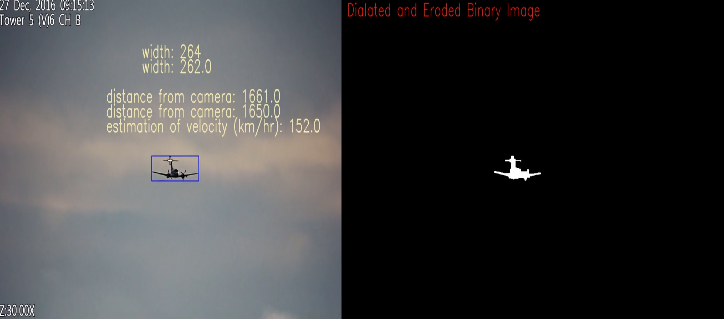 27 Dec, 2016 09:15:13
Tower 5 (V)6 CH 8
width: 264
width: 262.0
distance from camera: 1661.0
distance from camera: 1650.0
estimation of velocity (km/hr): 152.0
Z:30.00X
Dialated and Eroded Binary Image